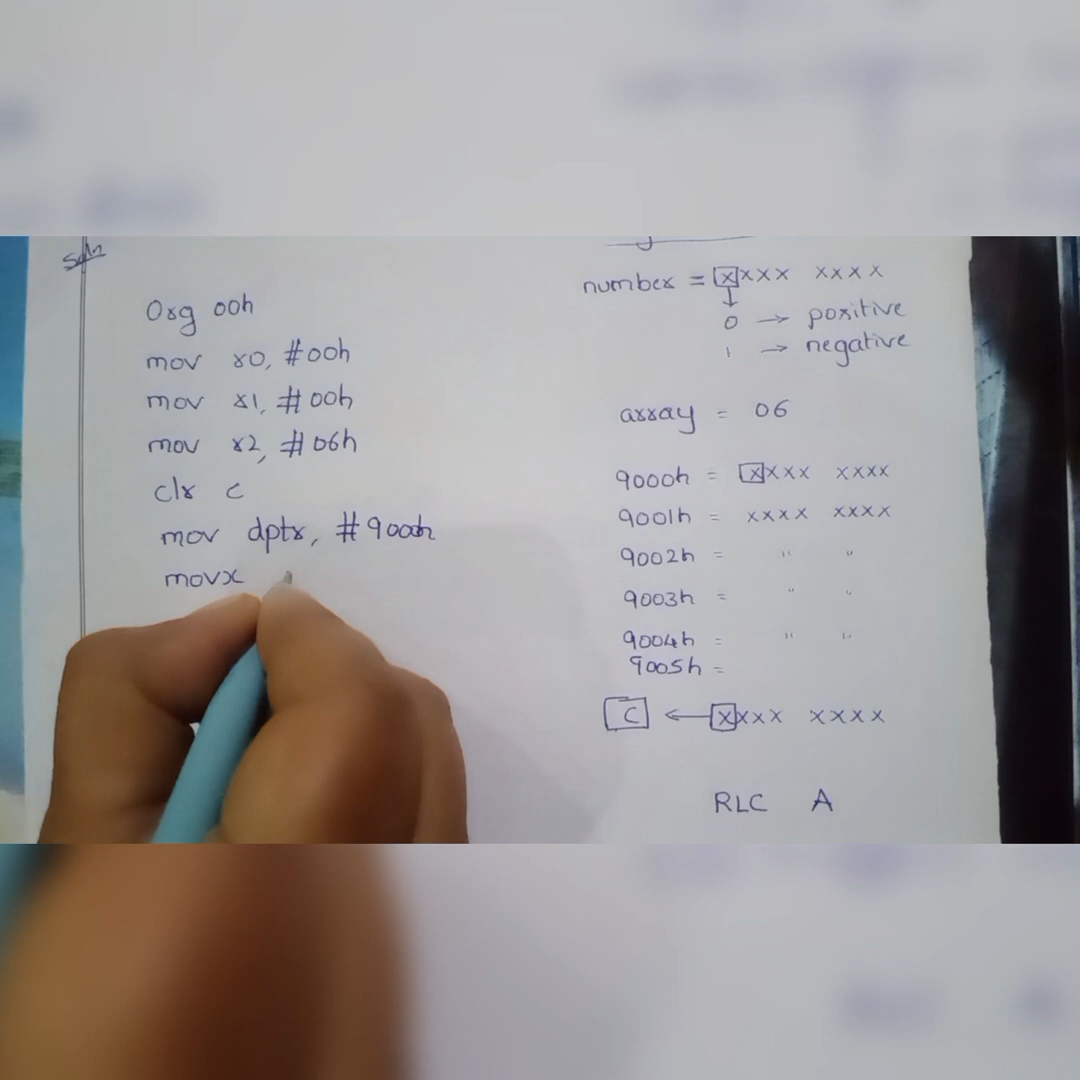 Soln
Org 00h
mov r0, #00h
mov r1, #00h
mov r2, #06h
clr c
mov dptr, #9000h
movx
number = xxxx xxxx
0 → positive
1 → negative
array = 06
9000h = xxxx xxxx
9001h = xxxx xxxx
9002h = " "
9003h = " "
9004h = " "
9005h =
C ← xxxx xxxx
RLC A